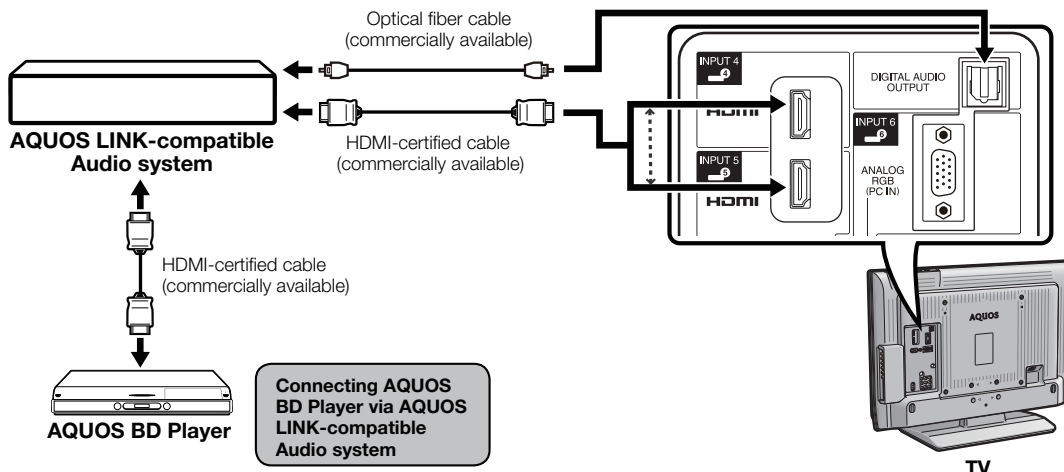 Optical fiber cable
(commercially available)
AQUOS LINK-compatible
Audio system
HDMI-certified cable
(commercially available)
INPUT 4
4
HDMI
DIGITAL AUDIO
OUTPUT
INPUT 6
6
INPUT 5
5
HDMI
ANALOG
RGB
(PC IN)
HDMI-certified cable
(commercially available)
AQUOS BD Player
Connecting AQUOS
BD Player via AQUOS
LINK-compatible
Audio system
AQUOS
TV